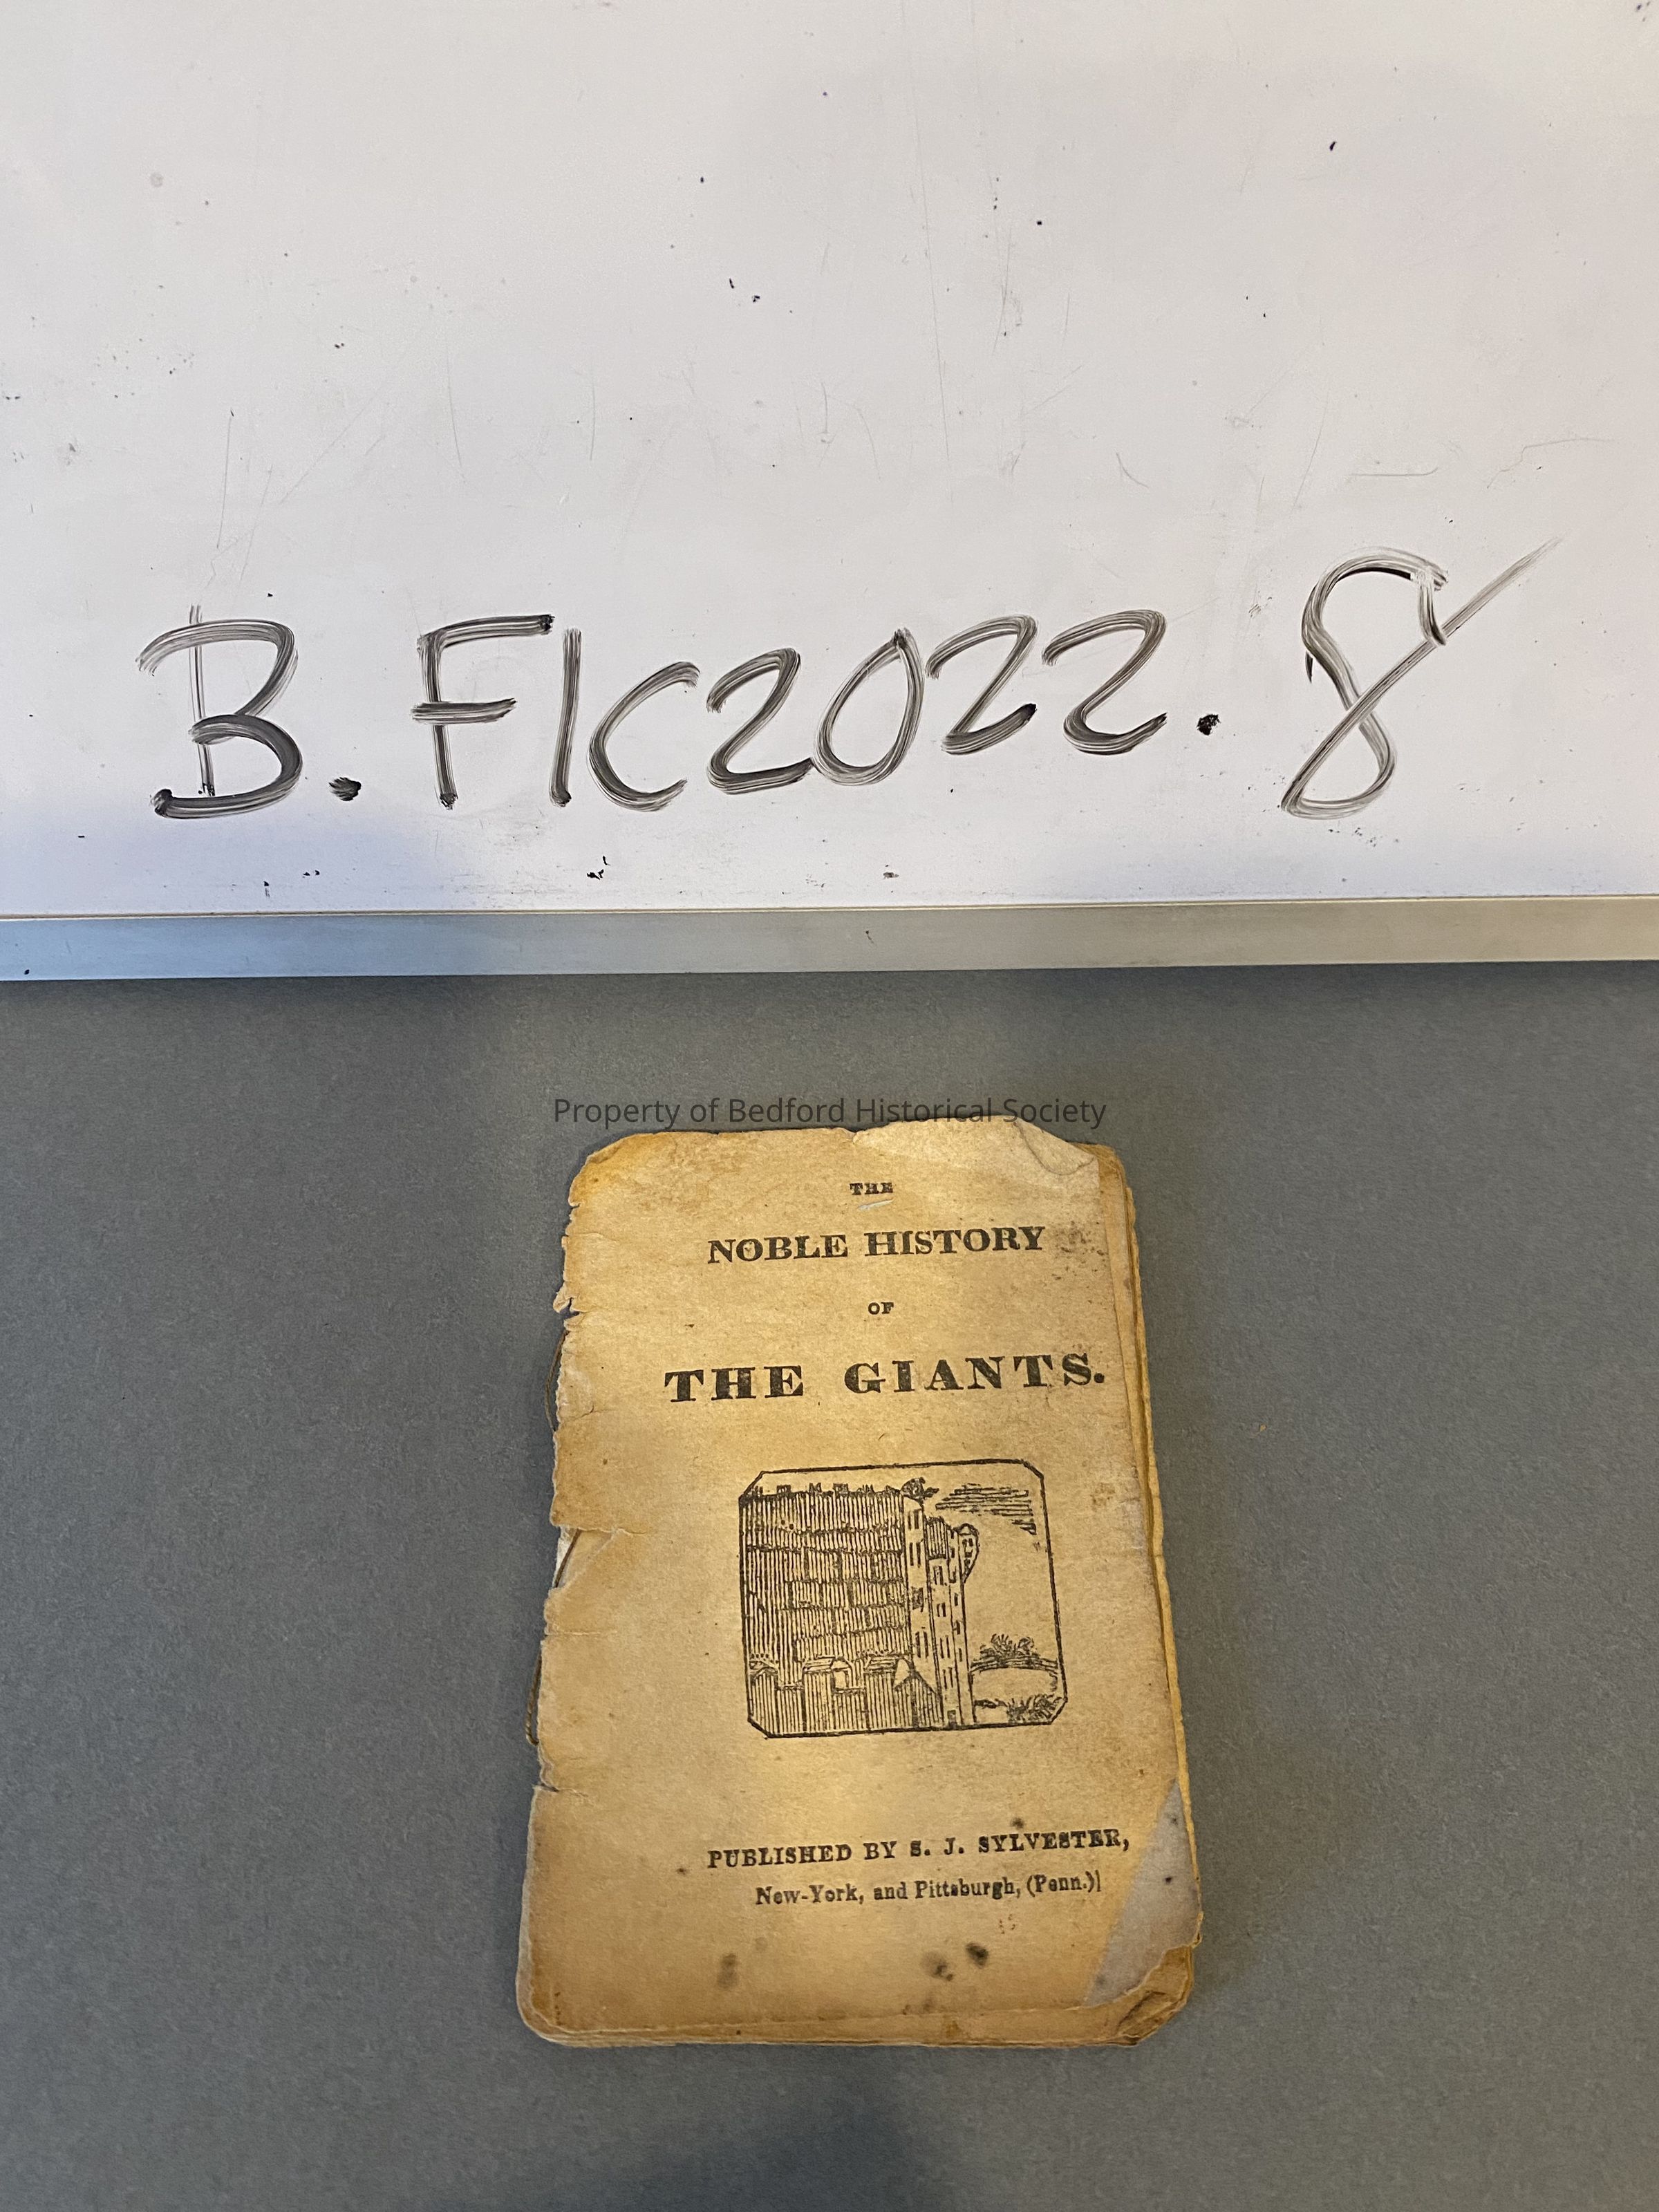 B.FIC2022.8
Property of Bedford Historical Society
THE
NOBLE HISTORY
OF
THE GIANTS.
PUBLISHED BY S. J. SYLVESTER,
New-York, and Pittsburgh, (Penn.)